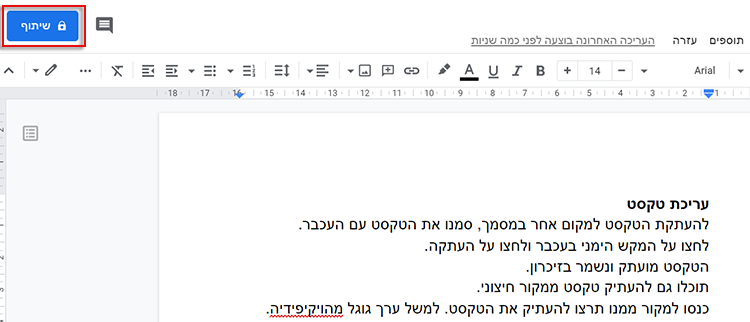 שיתוף
תוספים עזרה העריכה האחרונה בוצעה לפני כמה שניות
Arial 14 B I U A
18 17 16 15 14 13 12 11 10 9 8 7 6 5 4 3 2 1 1
עריכת טקסט
להעתקת הטקסט למקום אחר במסמך, סמנו את הטקסט עם העכבר.
לחצו על המקש הימני בעכבר ולחצו על העתקה.
הטקסט מועתק ונשמר בזיכרון.
תוכלו גם להעתיק טקסט ממקור חיצוני.
כנסו למקור ממנו תרצו להעתיק את הטקסט. למשל ערך גוגל מהויקיפידיה.